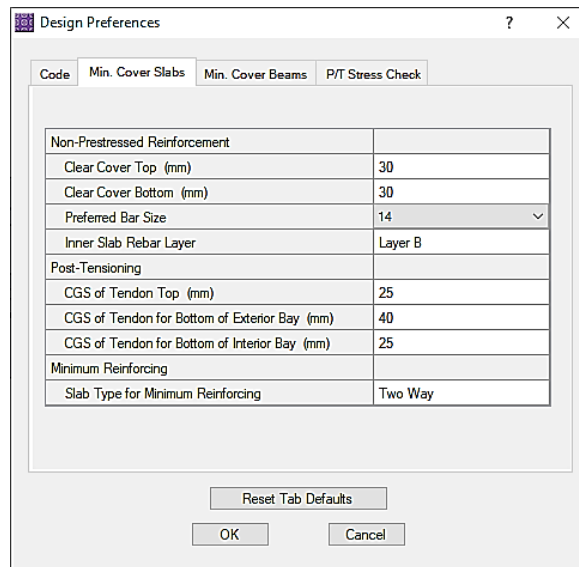 Design Preferences ?
Code Min. Cover Slabs Min. Cover Beams P/T Stress Check
Non-Prestressed Reinforcement
Clear Cover Top (mm) 30
Clear Cover Bottom (mm) 30
Preferred Bar Size 14
Inner Slab Rebar Layer Layer B
Post-Tensioning
CGS of Tendon Top (mm) 25
CGS of Tendon for Bottom of Exterior Bay (mm) 40
CGS of Tendon for Bottom of Interior Bay (mm) 25
Minimum Reinforcing
Slab Type for Minimum Reinforcing Two Way
Reset Tab Defaults
OK Cancel